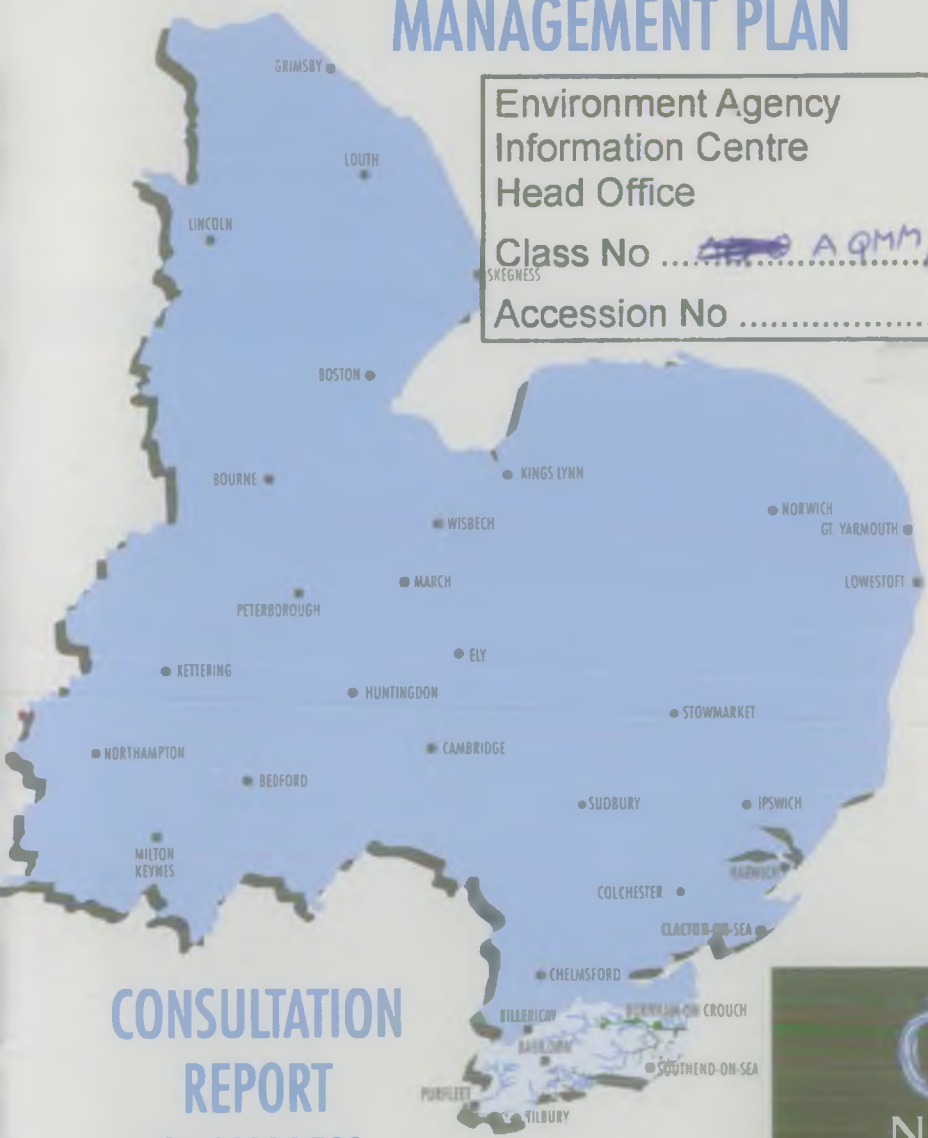 MANAGEMENT PLAN
Environment Agency
Information Centre
Head Office
Class No .................. A QMM
Accession No ..................
GRIMSBY
LOUTH
LINCOLN
SKEGNESS
BOSTON
BOURNE
KINGS LYNN
WISBECH
NORWICH
GT. YARMOUTH
MARCH
LOWESTOFT
PETERBOROUGH
ELY
KETTERING
HUNTINGDON
STOWMARKET
NORTHAMPTON
CAMBRIDGE
BEDFORD
SUDBURY
IPSWICH
MILTON
KEYNES
HARWICH
COLCHESTER
CLACTON-ON-SEA
CHELMSFORD
BILLERICAY
BURNHAM-ON CROUCH
BASILDON
SOUTHEND-ON-SEA
PURFLEET
TILBURY
CONSULTATION
REPORT
N